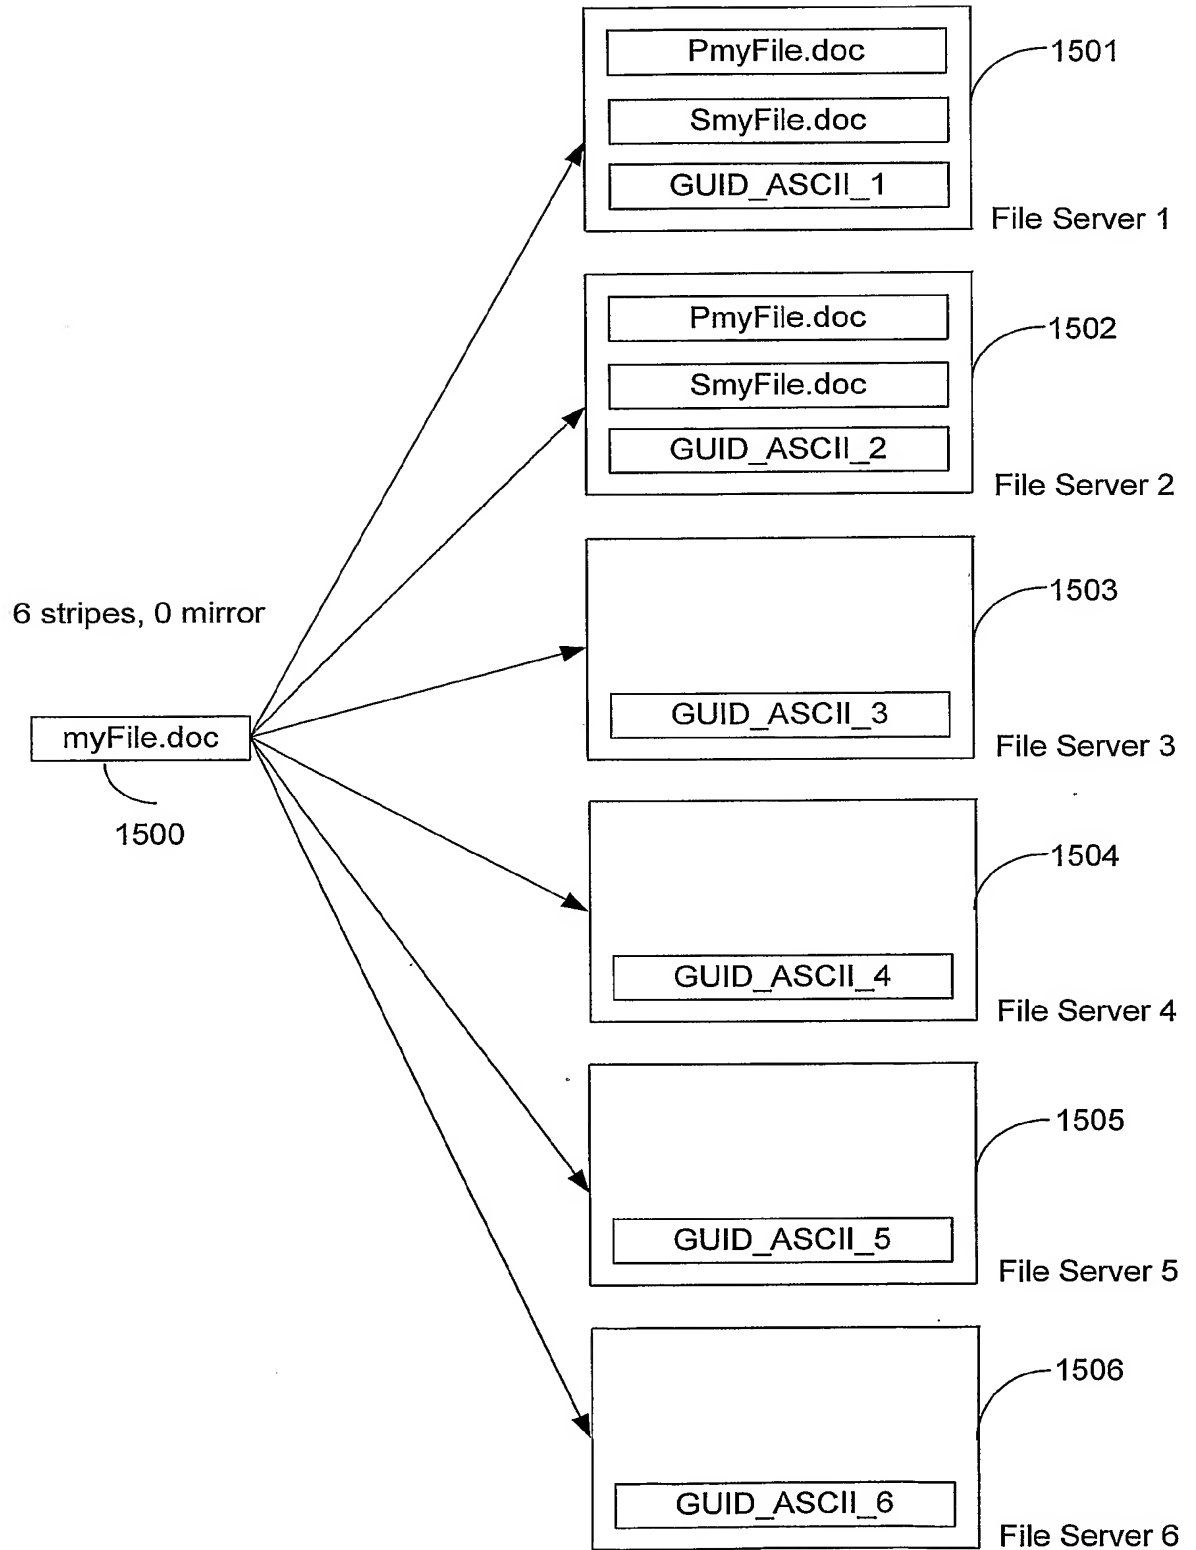 PmyFile.doc
1501
SmyFile.doc
GUID_ASCII_1
File Server 1
PmyFile.doc
1502
SmyFile.doc
GUID_ASCII_2
File Server 2
6 stripes, 0 mirror
myFile.doc
1500
1503
GUID_ASCII_3
File Server 3
1504
GUID_ASCII_4
File Server 4
1505
GUID_ASCII_5
File Server 5
1506
GUID_ASCII_6
File Server 6